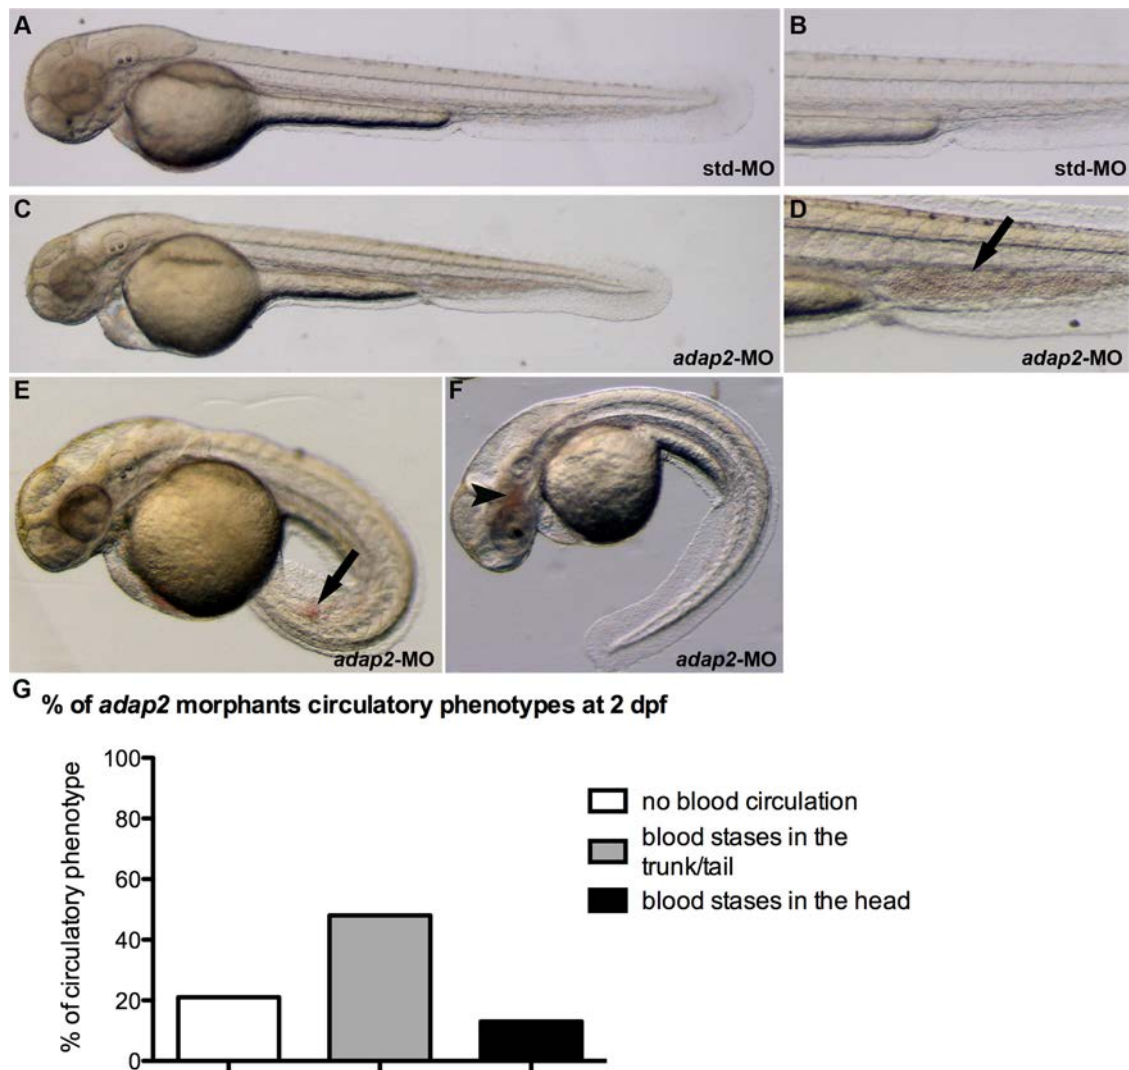 A
std-MO
B
std-MO
C
adap2-MO
D
adap2-MO
E
adap2-MO
F
adap2-MO
G % of adap2 morphants circulatory phenotypes at 2 dpf
% of circulatory phenotype
100
80
60
40
20
0
no blood circulation
blood stases in the
trunk/tail
blood stases in the head